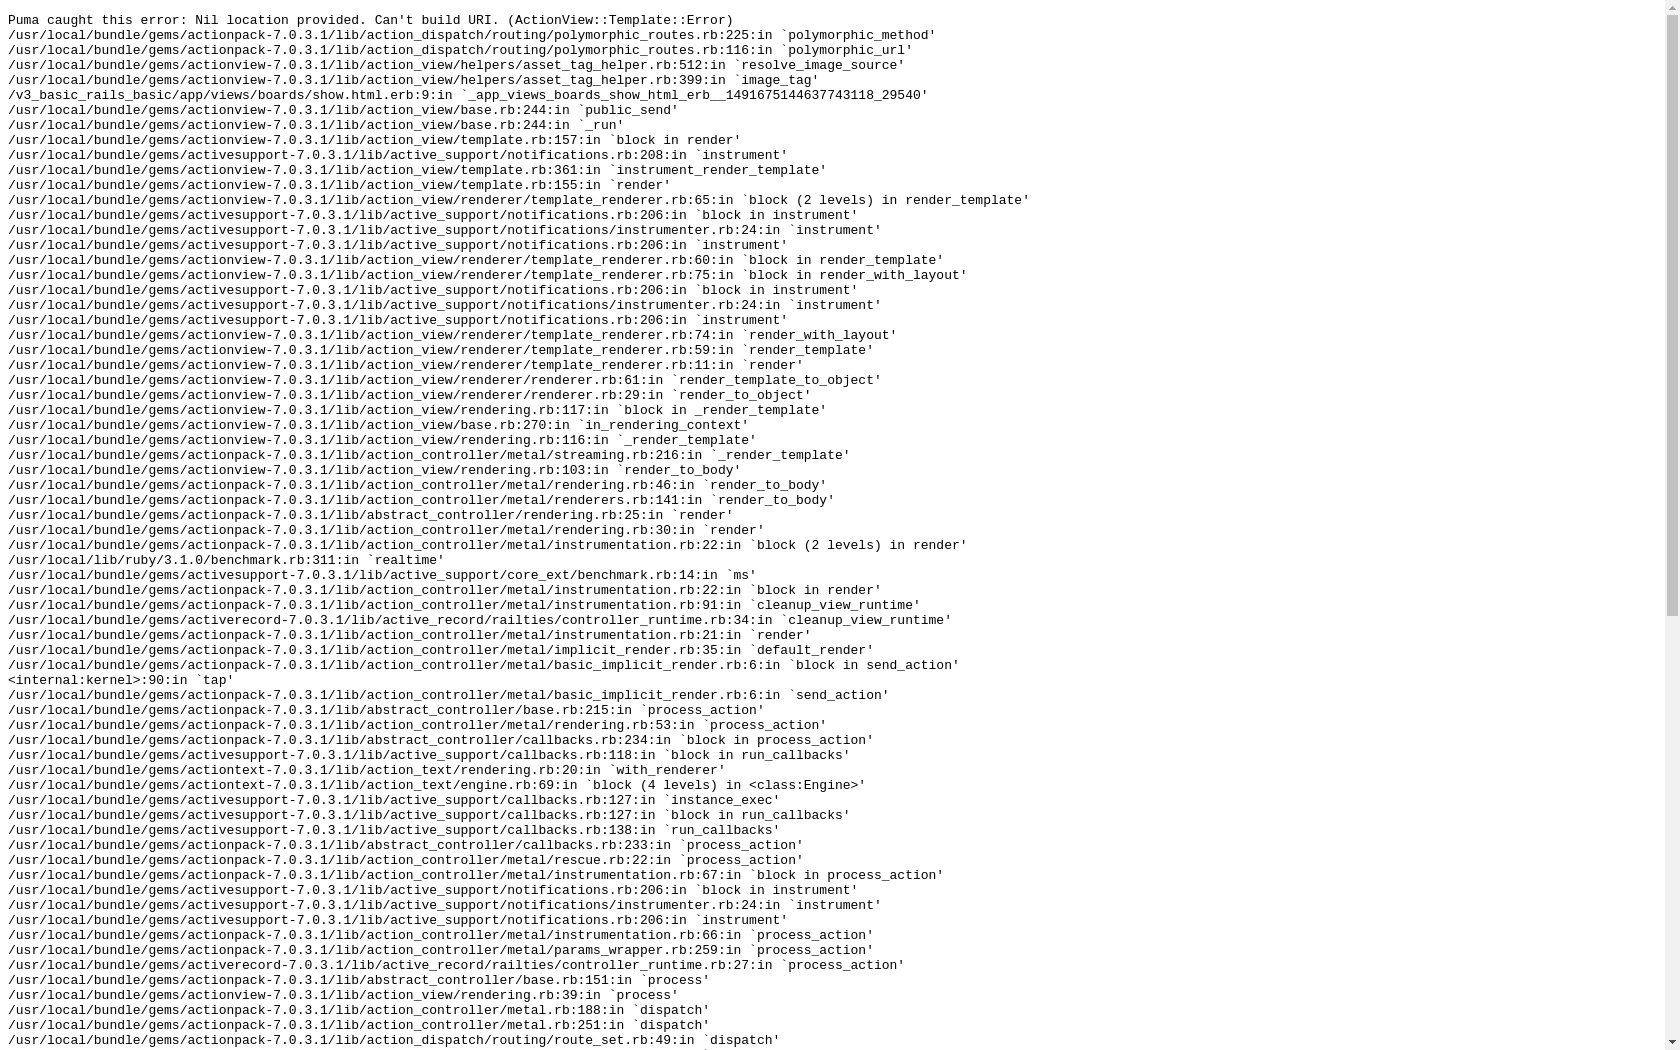 Puma caught this error: Nil location provided. Can't build URI. (ActionView::Template::Error)
/usr/local/bundle/gems/actionpack-7.0.3.1/lib/action_dispatch/routing/polymorphic_routes.rb:225:in `polymorphic_method'
/usr/local/bundle/gems/actionpack-7.0.3.1/lib/action_dispatch/routing/polymorphic_routes.rb:116:in `polymorphic_url'
/usr/local/bundle/gems/actionview-7.0.3.1/lib/action_view/helpers/asset_tag_helper.rb:512:in `resolve_image_source'
/usr/local/bundle/gems/actionview-7.0.3.1/lib/action_view/helpers/asset_tag_helper.rb:399:in `image_tag'
/v3_basic_rails_basic/app/views/boards/show.html.erb:9:in `_app_views_boards_show_html_erb__1491675144637743118_29540'
/usr/local/bundle/gems/actionview-7.0.3.1/lib/action_view/base.rb:244:in `public_send'
/usr/local/bundle/gems/actionview-7.0.3.1/lib/action_view/base.rb:244:in `_run'
/usr/local/bundle/gems/actionview-7.0.3.1/lib/action_view/template.rb:157:in `block in render'
/usr/local/bundle/gems/activesupport-7.0.3.1/lib/active_support/notifications.rb:208:in `instrument'
/usr/local/bundle/gems/actionview-7.0.3.1/lib/action_view/template.rb:361:in `instrument_render_template'
/usr/local/bundle/gems/actionview-7.0.3.1/lib/action_view/template.rb:155:in `render'
/usr/local/bundle/gems/actionview-7.0.3.1/lib/action_view/renderer/template_renderer.rb:65:in `block (2 levels) in render_template'
/usr/local/bundle/gems/activesupport-7.0.3.1/lib/active_support/notifications.rb:206:in `block in instrument'
/usr/local/bundle/gems/activesupport-7.0.3.1/lib/active_support/notifications/instrumenter.rb:24:in `instrument'
/usr/local/bundle/gems/activesupport-7.0.3.1/lib/active_support/notifications.rb:206:in `instrument'
/usr/local/bundle/gems/actionview-7.0.3.1/lib/action_view/renderer/template_renderer.rb:60:in `block in render_template'
/usr/local/bundle/gems/actionview-7.0.3.1/lib/action_view/renderer/template_renderer.rb:75:in `block in render_with_layout'
/usr/local/bundle/gems/activesupport-7.0.3.1/lib/active_support/notifications.rb:206:in `block in instrument'
/usr/local/bundle/gems/activesupport-7.0.3.1/lib/active_support/notifications/instrumenter.rb:24:in `instrument'
/usr/local/bundle/gems/activesupport-7.0.3.1/lib/active_support/notifications.rb:206:in `instrument'
/usr/local/bundle/gems/actionview-7.0.3.1/lib/action_view/renderer/template_renderer.rb:74:in `render_with_layout'
/usr/local/bundle/gems/actionview-7.0.3.1/lib/action_view/renderer/template_renderer.rb:59:in `render_template'
/usr/local/bundle/gems/actionview-7.0.3.1/lib/action_view/renderer/template_renderer.rb:11:in `render'
/usr/local/bundle/gems/actionview-7.0.3.1/lib/action_view/renderer/renderer.rb:61:in `render_template_to_object'
/usr/local/bundle/gems/actionview-7.0.3.1/lib/action_view/renderer/renderer.rb:29:in `render_to_object'
/usr/local/bundle/gems/actionview-7.0.3.1/lib/action_view/rendering.rb:117:in `block in _render_template'
/usr/local/bundle/gems/actionview-7.0.3.1/lib/action_view/base.rb:270:in `in_rendering_context'
/usr/local/bundle/gems/actionview-7.0.3.1/lib/action_view/rendering.rb:116:in `_render_template'
/usr/local/bundle/gems/actionpack-7.0.3.1/lib/action_controller/metal/streaming.rb:216:in `_render_template'
/usr/local/bundle/gems/actionview-7.0.3.1/lib/action_view/rendering.rb:103:in `render_to_body'
/usr/local/bundle/gems/actionpack-7.0.3.1/lib/action_controller/metal/rendering.rb:46:in `render_to_body'
/usr/local/bundle/gems/actionpack-7.0.3.1/lib/action_controller/metal/renderers.rb:141:in `render_to_body'
/usr/local/bundle/gems/actionpack-7.0.3.1/lib/abstract_controller/rendering.rb:25:in `render'
/usr/local/bundle/gems/actionpack-7.0.3.1/lib/action_controller/metal/rendering.rb:30:in `render'
/usr/local/bundle/gems/actionpack-7.0.3.1/lib/action_controller/metal/instrumentation.rb:22:in `block (2 levels) in render'
/usr/local/lib/ruby/3.1.0/benchmark.rb:311:in `realtime'
/usr/local/bundle/gems/activesupport-7.0.3.1/lib/active_support/core_ext/benchmark.rb:14:in `ms'
/usr/local/bundle/gems/actionpack-7.0.3.1/lib/action_controller/metal/instrumentation.rb:22:in `block in render'
/usr/local/bundle/gems/actionpack-7.0.3.1/lib/action_controller/metal/instrumentation.rb:91:in `cleanup_view_runtime'
/usr/local/bundle/gems/activerecord-7.0.3.1/lib/active_record/railties/controller_runtime.rb:34:in `cleanup_view_runtime'
/usr/local/bundle/gems/actionpack-7.0.3.1/lib/action_controller/metal/instrumentation.rb:21:in `render'
/usr/local/bundle/gems/actionpack-7.0.3.1/lib/action_controller/metal/implicit_render.rb:35:in `default_render'
/usr/local/bundle/gems/actionpack-7.0.3.1/lib/action_controller/metal/basic_implicit_render.rb:6:in `block in send_action'
<internal:kernel>:90:in `tap'
/usr/local/bundle/gems/actionpack-7.0.3.1/lib/action_controller/metal/basic_implicit_render.rb:6:in `send_action'
/usr/local/bundle/gems/actionpack-7.0.3.1/lib/abstract_controller/base.rb:215:in `process_action'
/usr/local/bundle/gems/actionpack-7.0.3.1/lib/action_controller/metal/rendering.rb:53:in `process_action'
/usr/local/bundle/gems/actionpack-7.0.3.1/lib/abstract_controller/callbacks.rb:234:in `block in process_action'
/usr/local/bundle/gems/activesupport-7.0.3.1/lib/active_support/callbacks.rb:118:in `block in run_callbacks'
/usr/local/bundle/gems/actiontext-7.0.3.1/lib/action_text/rendering.rb:20:in `with_renderer'
/usr/local/bundle/gems/actiontext-7.0.3.1/lib/action_text/engine.rb:69:in `block (4 levels) in <class:Engine>'
/usr/local/bundle/gems/activesupport-7.0.3.1/lib/active_support/callbacks.rb:127:in `instance_exec'
/usr/local/bundle/gems/activesupport-7.0.3.1/lib/active_support/callbacks.rb:127:in `block in run_callbacks'
/usr/local/bundle/gems/activesupport-7.0.3.1/lib/active_support/callbacks.rb:138:in `run_callbacks'
/usr/local/bundle/gems/actionpack-7.0.3.1/lib/abstract_controller/callbacks.rb:233:in `process_action'
/usr/local/bundle/gems/actionpack-7.0.3.1/lib/action_controller/metal/rescue.rb:22:in `process_action'
/usr/local/bundle/gems/actionpack-7.0.3.1/lib/action_controller/metal/instrumentation.rb:67:in `block in process_action'
/usr/local/bundle/gems/activesupport-7.0.3.1/lib/active_support/notifications.rb:206:in `block in instrument'
/usr/local/bundle/gems/activesupport-7.0.3.1/lib/active_support/notifications/instrumenter.rb:24:in `instrument'
/usr/local/bundle/gems/activesupport-7.0.3.1/lib/active_support/notifications.rb:206:in `instrument'
/usr/local/bundle/gems/actionpack-7.0.3.1/lib/action_controller/metal/instrumentation.rb:66:in `process_action'
/usr/local/bundle/gems/actionpack-7.0.3.1/lib/action_controller/metal/params_wrapper.rb:259:in `process_action'
/usr/local/bundle/gems/activerecord-7.0.3.1/lib/active_record/railties/controller_runtime.rb:27:in `process_action'
/usr/local/bundle/gems/actionpack-7.0.3.1/lib/abstract_controller/base.rb:151:in `process'
/usr/local/bundle/gems/actionview-7.0.3.1/lib/action_view/rendering.rb:39:in `process'
/usr/local/bundle/gems/actionpack-7.0.3.1/lib/action_controller/metal.rb:188:in `dispatch'
/usr/local/bundle/gems/actionpack-7.0.3.1/lib/action_controller/metal.rb:251:in `dispatch'
/usr/local/bundle/gems/actionpack-7.0.3.1/lib/action_dispatch/routing/route_set.rb:49:in `dispatch'